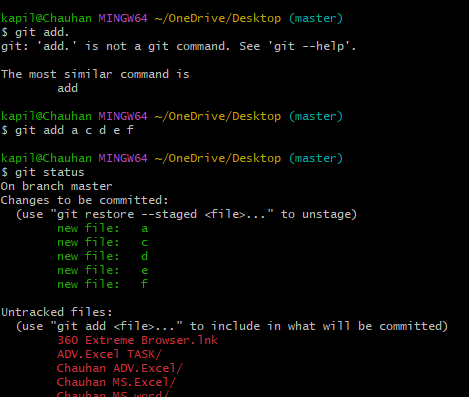 kapil@Chauhan MINGW64 ~/OneDrive/Desktop (master)
$ git add.
git: 'add.' is not a git command. See 'git --help'.
The most similar command is
add
kapil@Chauhan MINGW64 ~/OneDrive/Desktop (master)
$ git add a c d e f
kapil@Chauhan MINGW64 ~/OneDrive/Desktop (master)
$ git status
On branch master
Changes to be committed:
(use "git restore --staged <file>..." to unstage)
new file:   a
new file:   c
new file:   d
new file:   e
new file:   f
Untracked files:
(use "git add <file>..." to include in what will be committed)
360 Extreme Browser.lnk
ADV.Excel TASK/
Chauhan ADV.Excel/
Chauhan MS.Excel/
Chauhan MS.word/